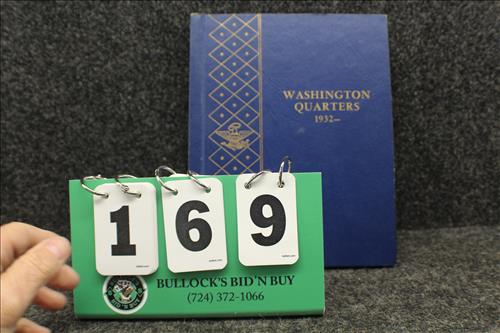 WASHINGTON
QUARTERS
1932—
1 6 9
BULLOCK'S BID'N BUY
(724) 372-1066